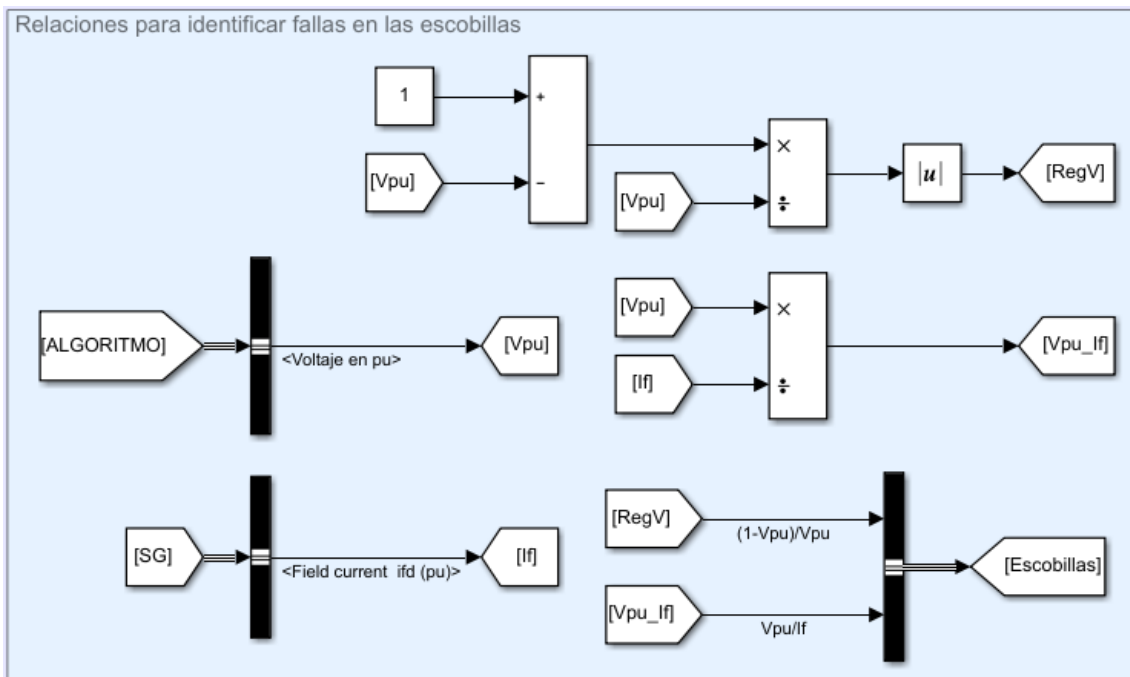 Relaciones para identificar fallas en las escobillas
1
+
[Vpu]
−
×
[Vpu]
÷
|u|
[RegV]
[ALGORITMO]
<Voltaje en pu>
[Vpu]
[Vpu]
×
[If]
÷
[Vpu_If]
[SG]
<Field current ifd (pu)>
[If]
[RegV]
(1-Vpu)/Vpu
[Vpu_If]
Vpu/If
[Escobillas]